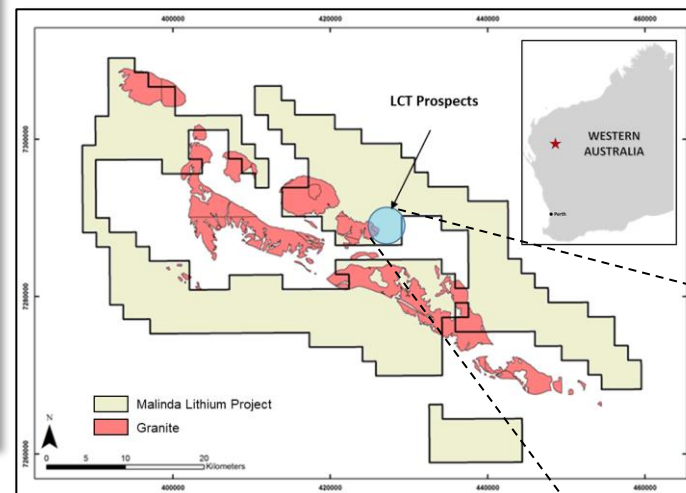 400000 420000 440000 460000
LCT Prospects
WESTERN
AUSTRALIA
Perth
7300000
7280000
7260000
Malinda Lithium Project
Granite
N
0 5 10 20
Kilometers
400000 420000 440000 460000